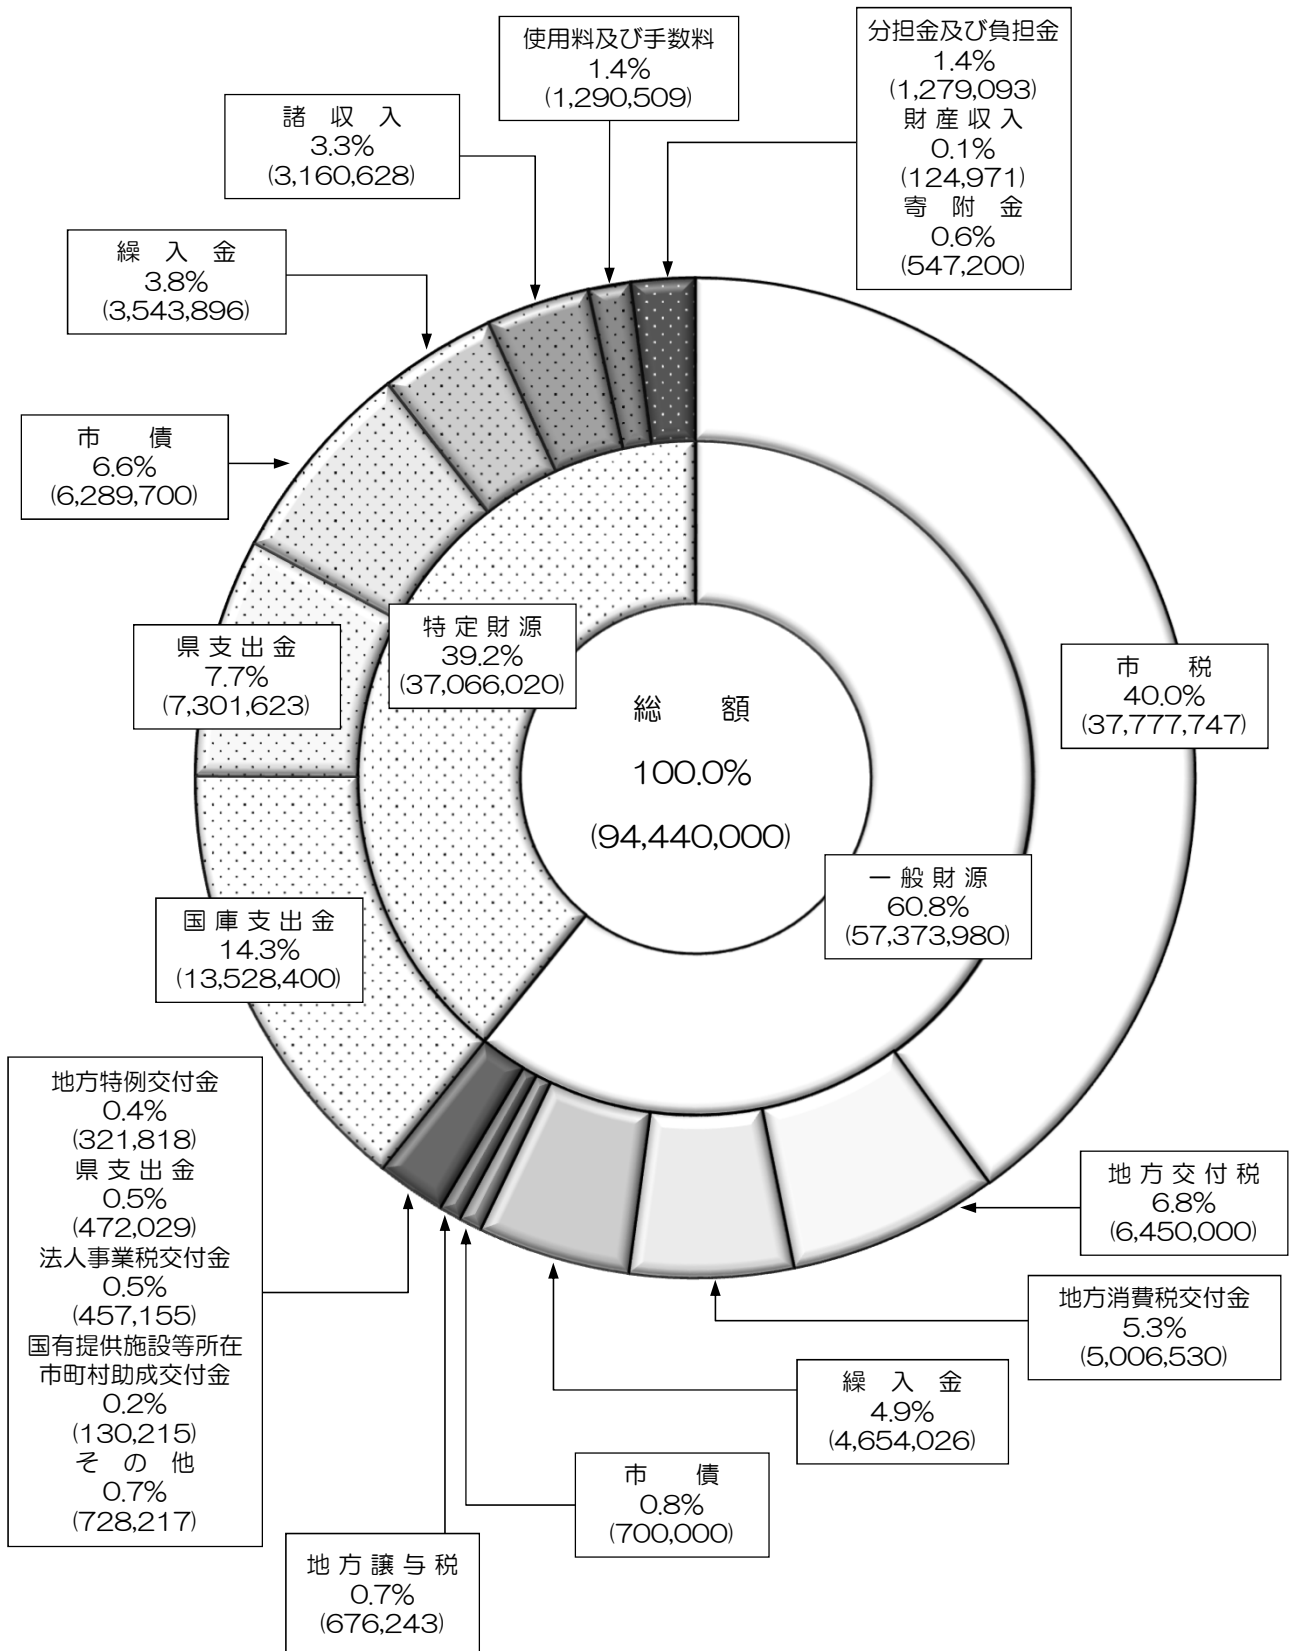 使用料及び手数料
1.4%
(1,290,509)
分担金及び負担金
1.4%
(1,279,093)
財産収入
0.1%
(124,971)
寄附金
0.6%
(547,200)
諸収入
3.3%
(3,160,628)
繰入金
3.8%
(3,543,896)
市債
6.6%
(6,289,700)
県支出金
7.7%
(7,301,623)
特定財源
39.2%
(37,066,020)
総額
100.0%
(94,440,000)
市税
40.0%
(37,777,747)
一般財源
60.8%
(57,373,980)
国庫支出金
14.3%
(13,528,400)
地方特例交付金
0.4%
(321,818)
県支出金
0.5%
(472,029)
法人事業税交付金
0.5%
(457,155)
国有提供施設等所在
市町村助成交付金
0.2%
(130,215)
その他
0.7%
(728,217)
地方交付税
6.8%
(6,450,000)
地方消費税交付金
5.3%
(5,006,530)
繰入金
4.9%
(4,654,026)
市債
0.8%
(700,000)
地方譲与税
0.7%
(676,243)